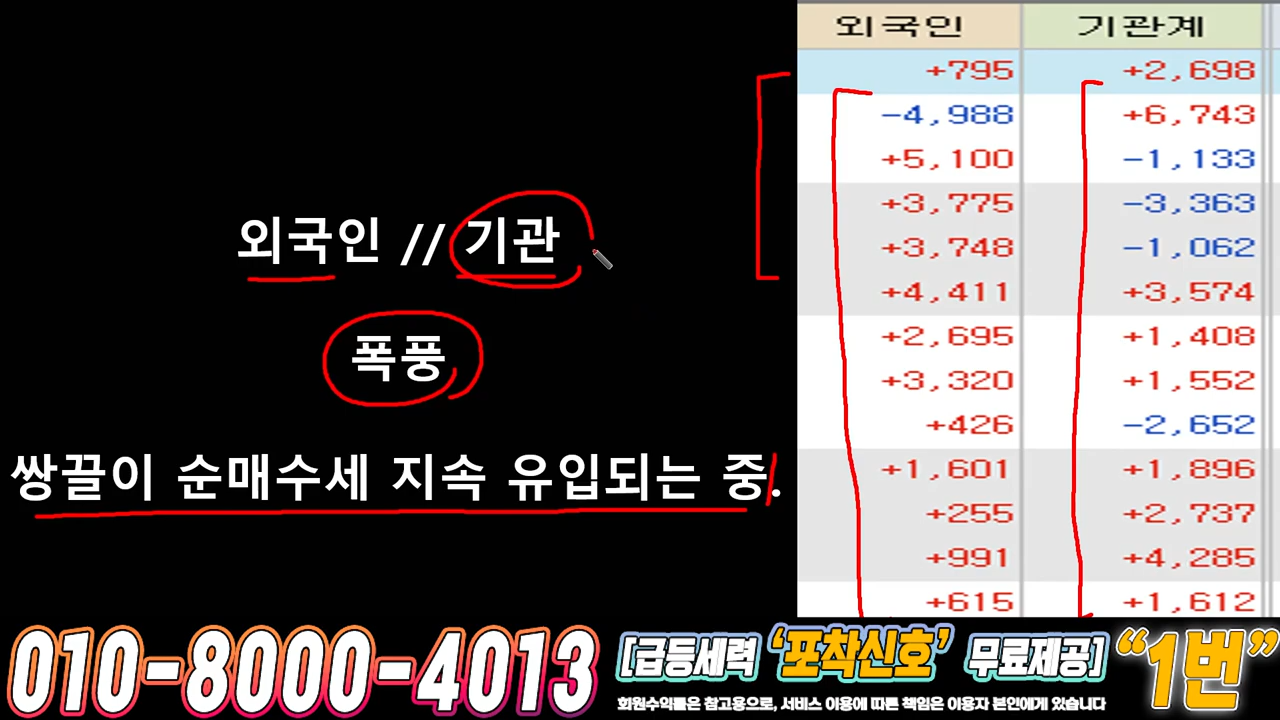 외국인 // 기관
폭풍
쌍끌이 순매수세 지속 유입되는 중.
외국인 기관계
+795 +2,698
-4,988 +6,743
+5,100 -1,133
+3,775 -3,363
+3,748 -1,062
+4,411 +3,574
+2,695 +1,408
+3,320 +1,552
+426 -2,652
+1,601 +1,896
+255 +2,737
+991 +4,285
+615 +1,612
010-8000-4013
[급등세력 '포착신호' 무료제공] "1번"
회원수익률은 참고용으로, 서비스 이용에 따른 책임은 이용자 본인에게 있습니다